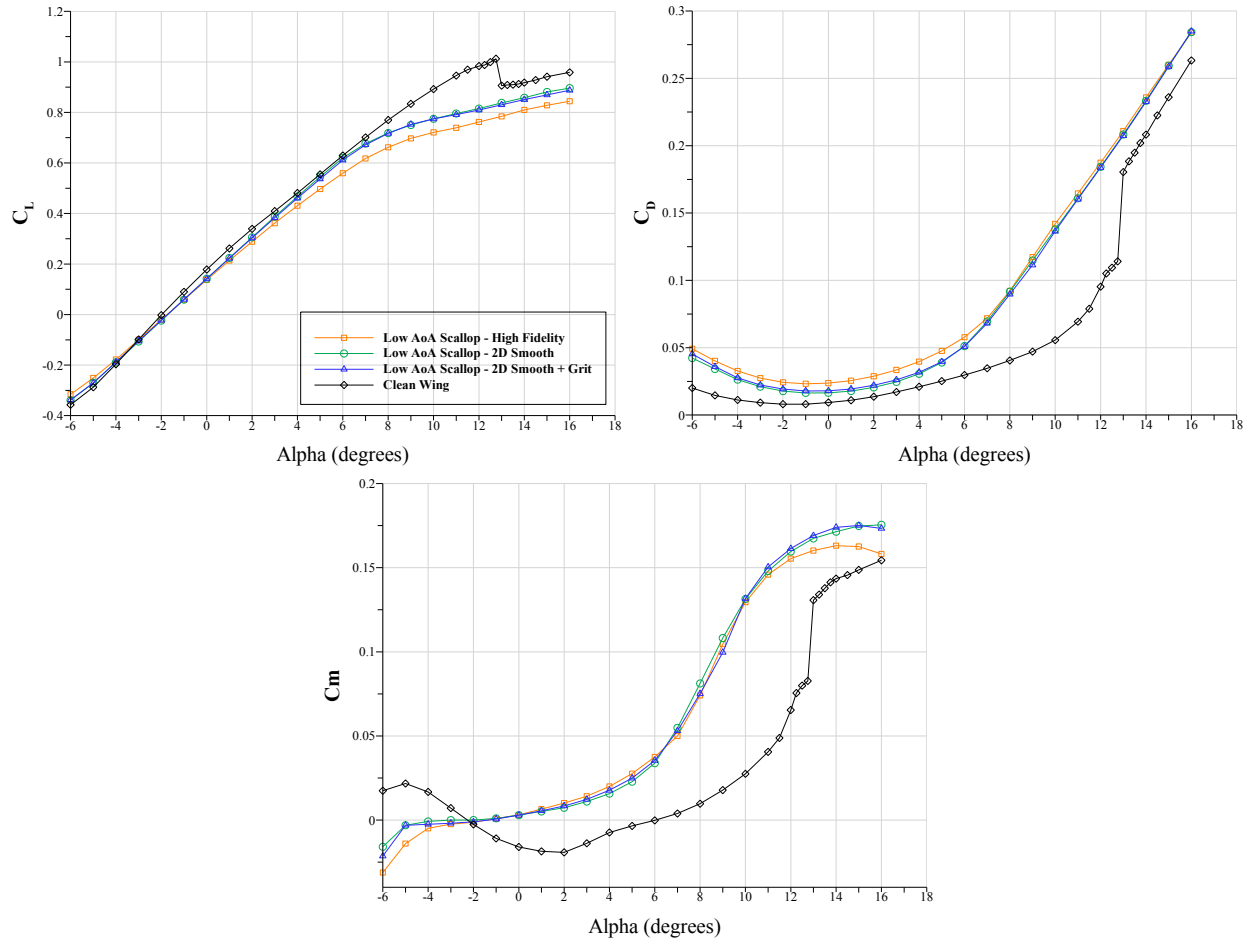 1.2
1
0.8
0.6
0.4
0.2
0
-0.2
-0.4
C_L
-6 -4 -2 0 2 4 6 8 10 12 14 16 18
Alpha (degrees)
Low AoA Scallop - High Fidelity
Low AoA Scallop - 2D Smooth
Low AoA Scallop - 2D Smooth + Grit
Clean Wing
0.3
0.25
0.2
0.15
0.1
0.05
0
C_D
-6 -4 -2 0 2 4 6 8 10 12 14 16 18
Alpha (degrees)
0.2
0.15
0.1
0.05
0
Cm
-6 -4 -2 0 2 4 6 8 10 12 14 16 18
Alpha (degrees)